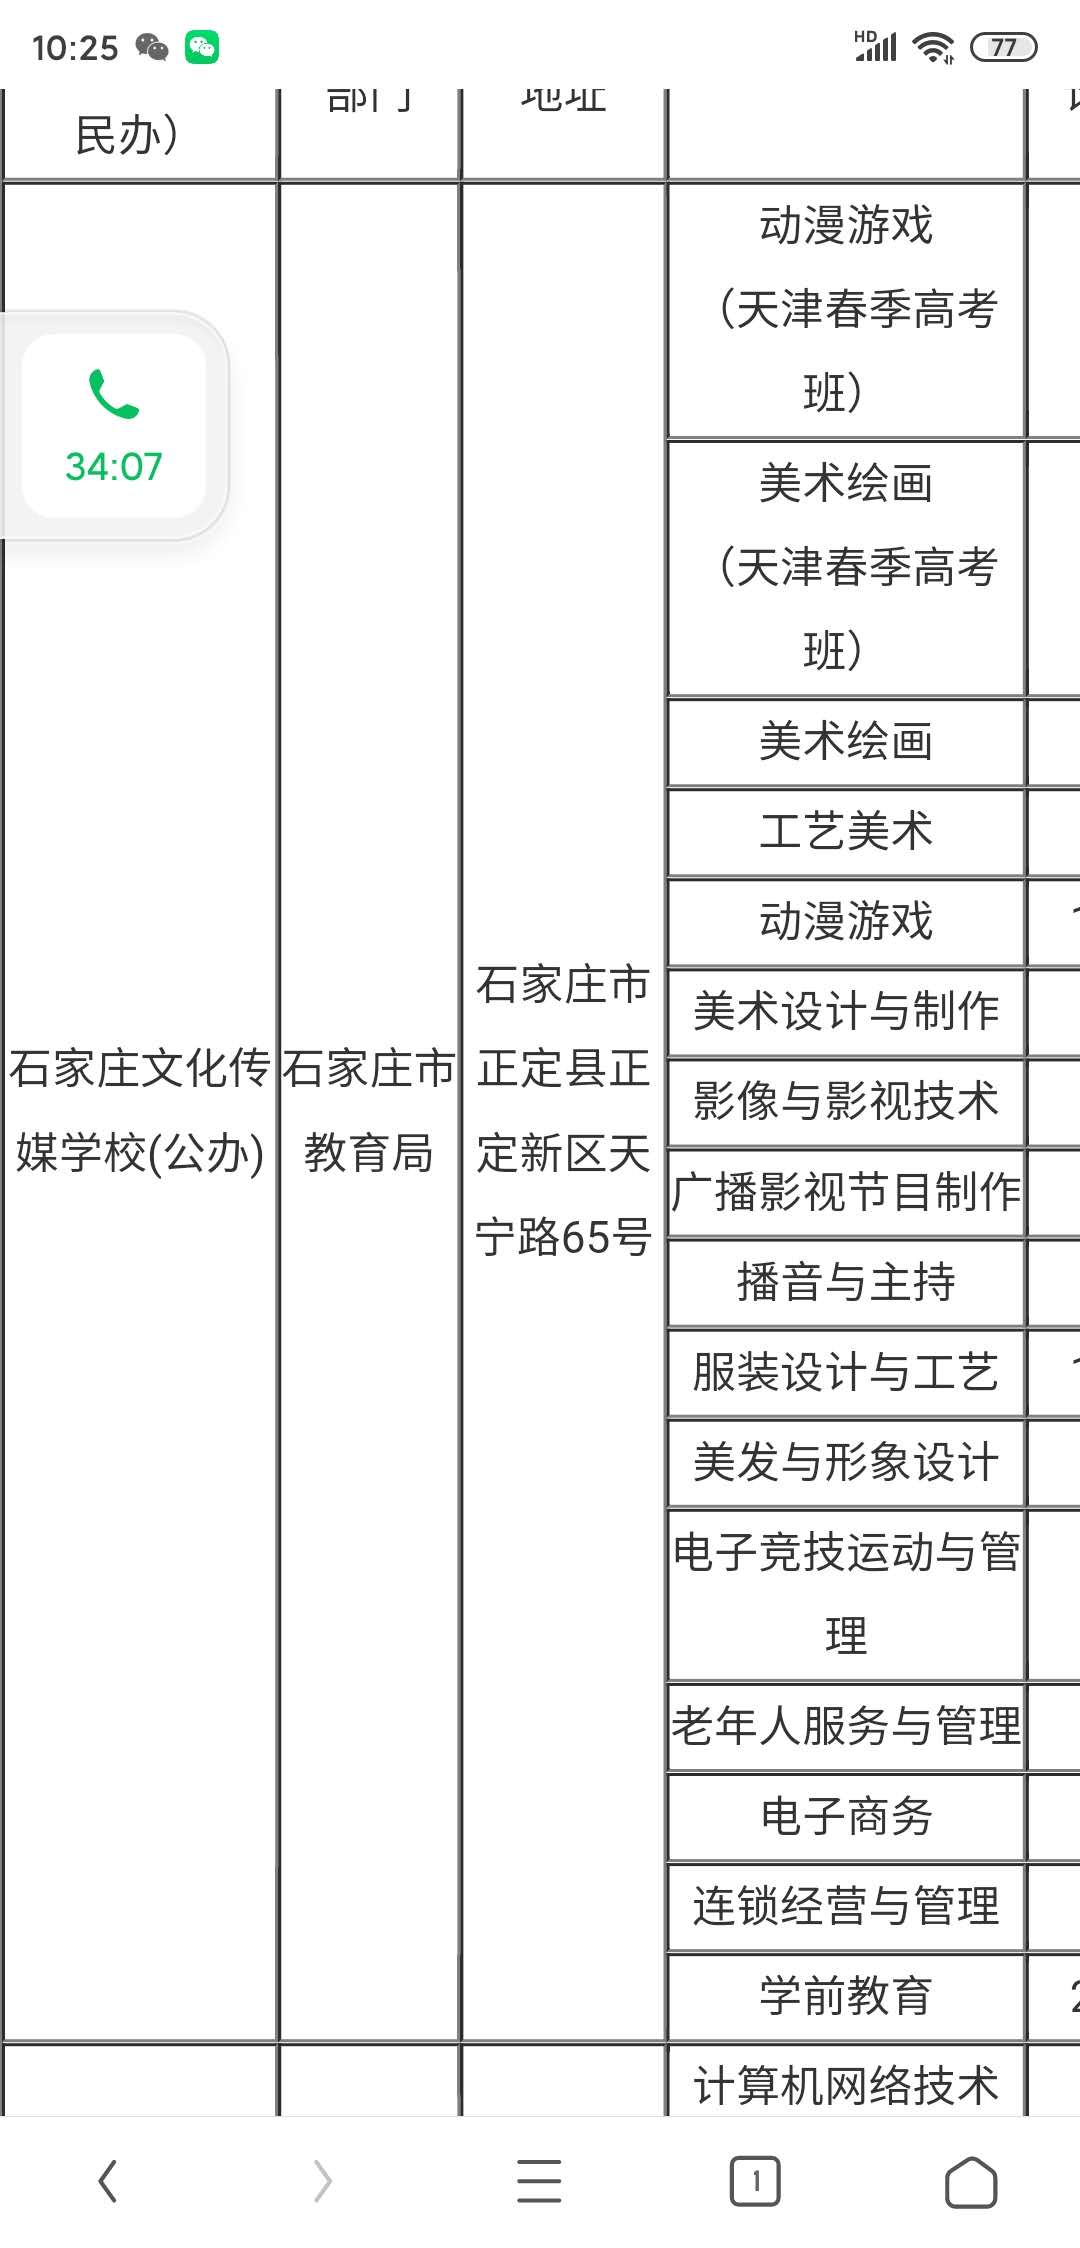 10:25
HD
77
部门
地址
民办）
动漫游戏
（天津春季高考
班）
34:07
美术绘画
（天津春季高考
班）
美术绘画
工艺美术
动漫游戏
美术设计与制作
影像与影视技术
广播影视节目制作
播音与主持
服装设计与工艺
美发与形象设计
电子竞技运动与管
理
老年人服务与管理
电子商务
连锁经营与管理
学前教育
石家庄文化传
媒学校(公办)
石家庄市
教育局
石家庄市
正定县正
定新区天
宁路65号
计算机网络技术
1